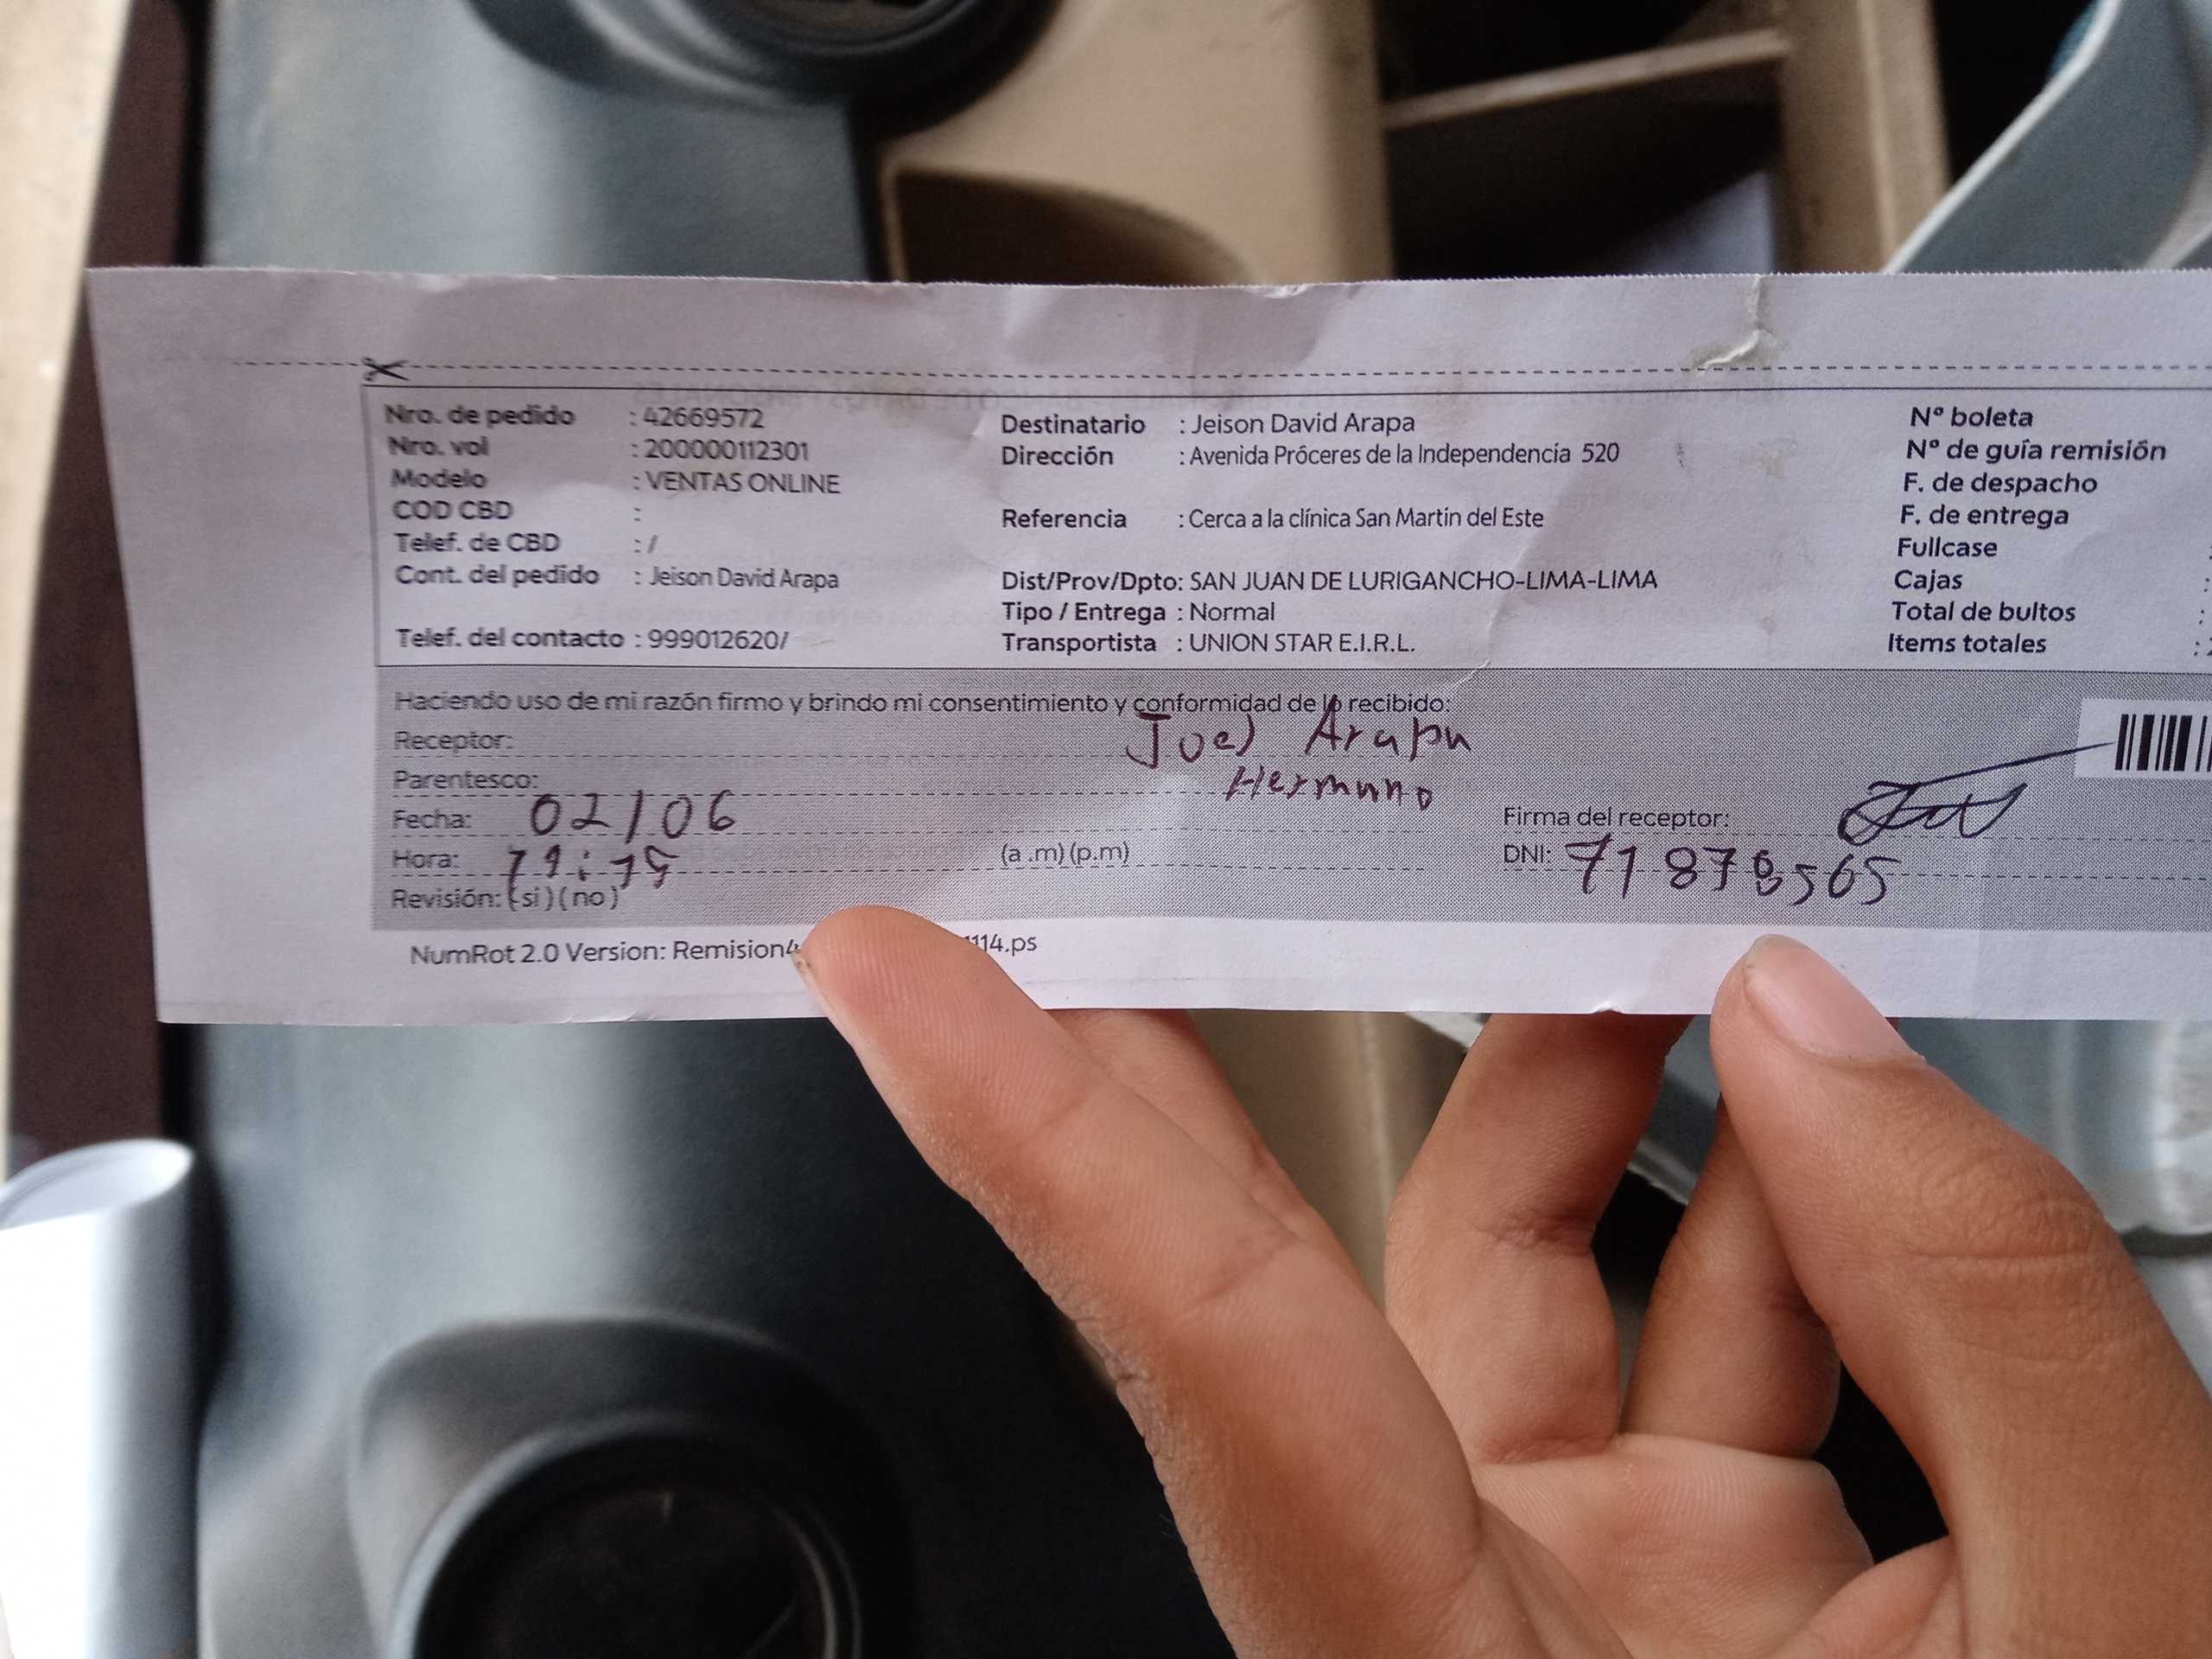 Nro. de pedido : 42669572
Nro. vol : 200000112301
Modelo : VENTAS ONLINE
COD CBD :
Telef. de CBD : /
Cont. del pedido : Jeison David Arapa
Telef. del contacto : 999012620/
Destinatario : Jeison David Arapa
Dirección : Avenida Próceres de la Independencia 520
Referencia : Cerca a la clínica San Martin del Este
Dist/Prov/Dpto: SAN JUAN DE LURIGANCHO-LIMA-LIMA
Tipo / Entrega : Normal
Transportista : UNION STAR E.I.R.L.
Nº boleta
Nº de guía remisión
F. de despacho
F. de entrega
Fullcase
Cajas :
Total de bultos :
Items totales :
Haciendo uso de mi razón firmo y brindo mi consentimiento y conformidad de lo recibido:
Receptor: Joel Arapa
Parentesco: Hermano
Fecha: 02/06
Hora: (a.m)(p.m)
Revisión: (si)(no)
Firma del receptor:
DNI: 71878565
NumRot 2.0 Version: Remision4 1114.ps